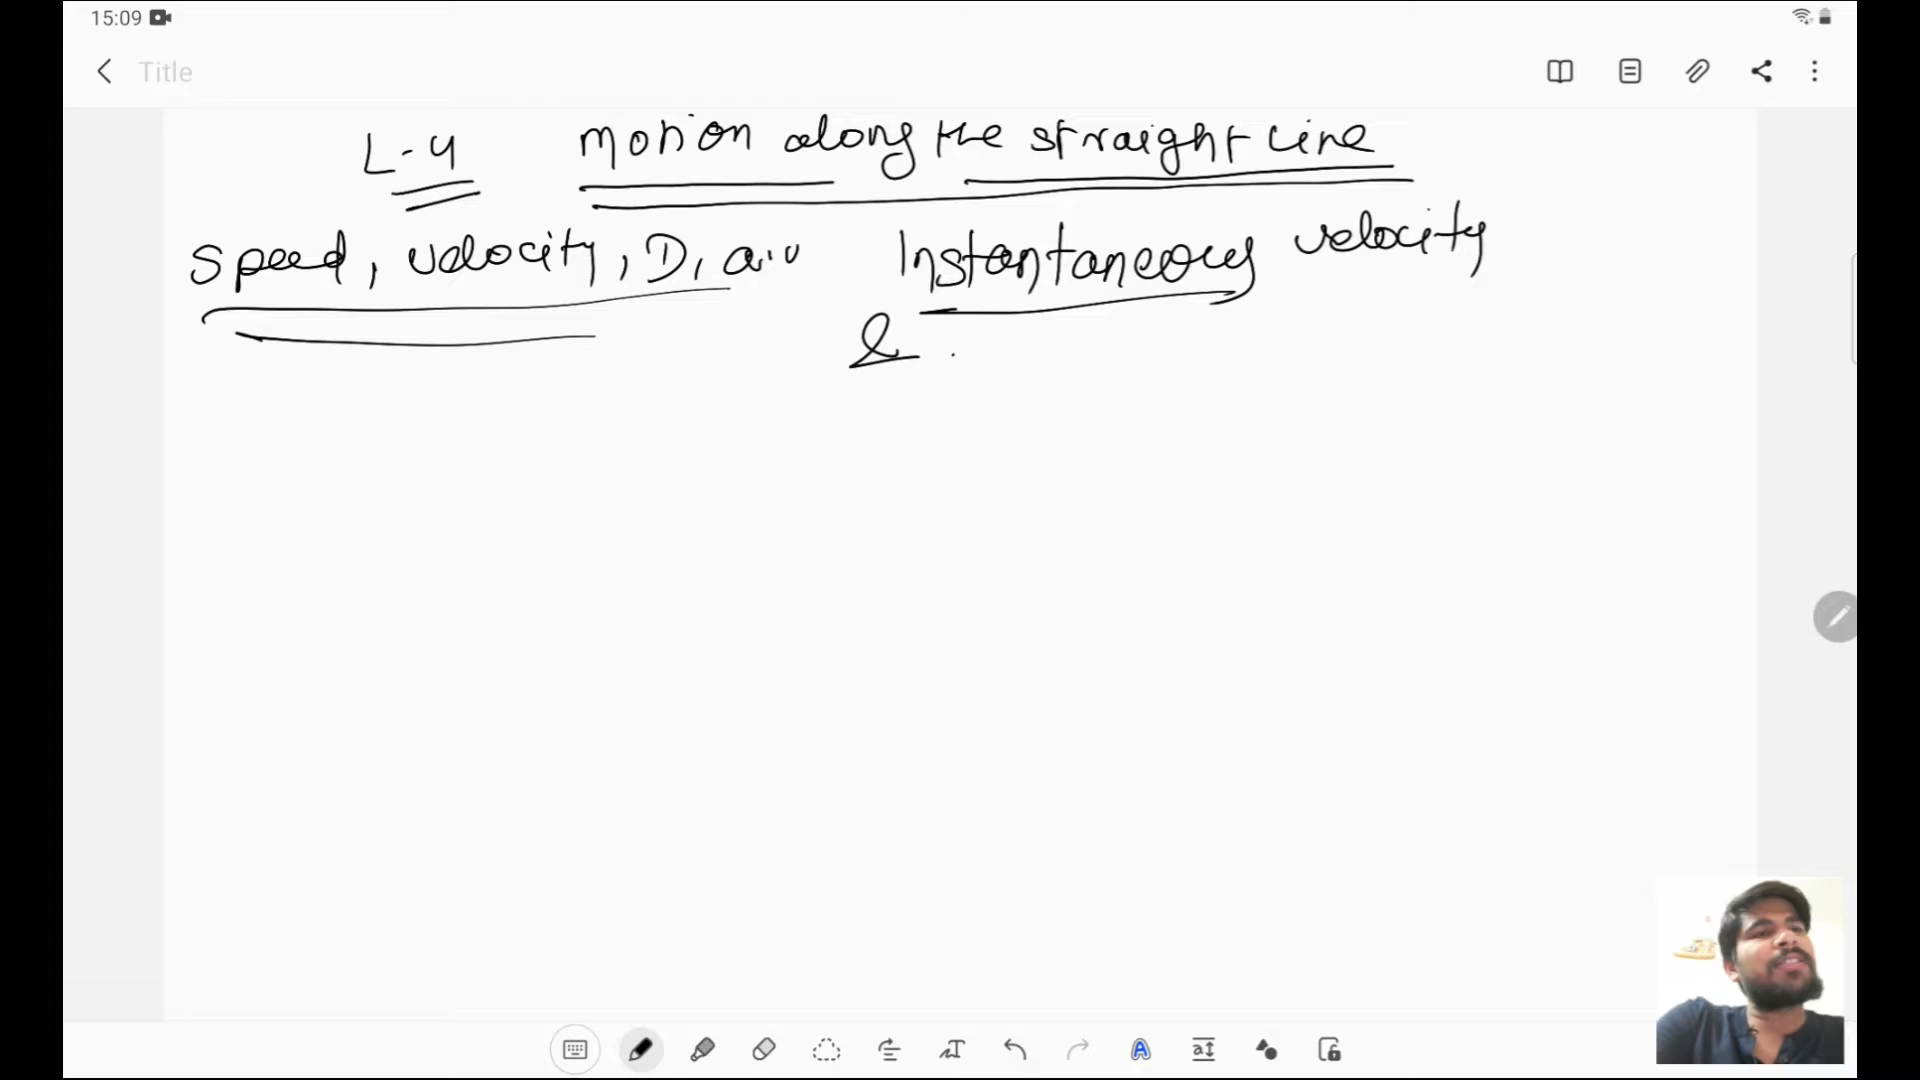 15:09
Title
L-4 motion along the straight line
speed, velocity, D, a.v Instantaneous velocity
&